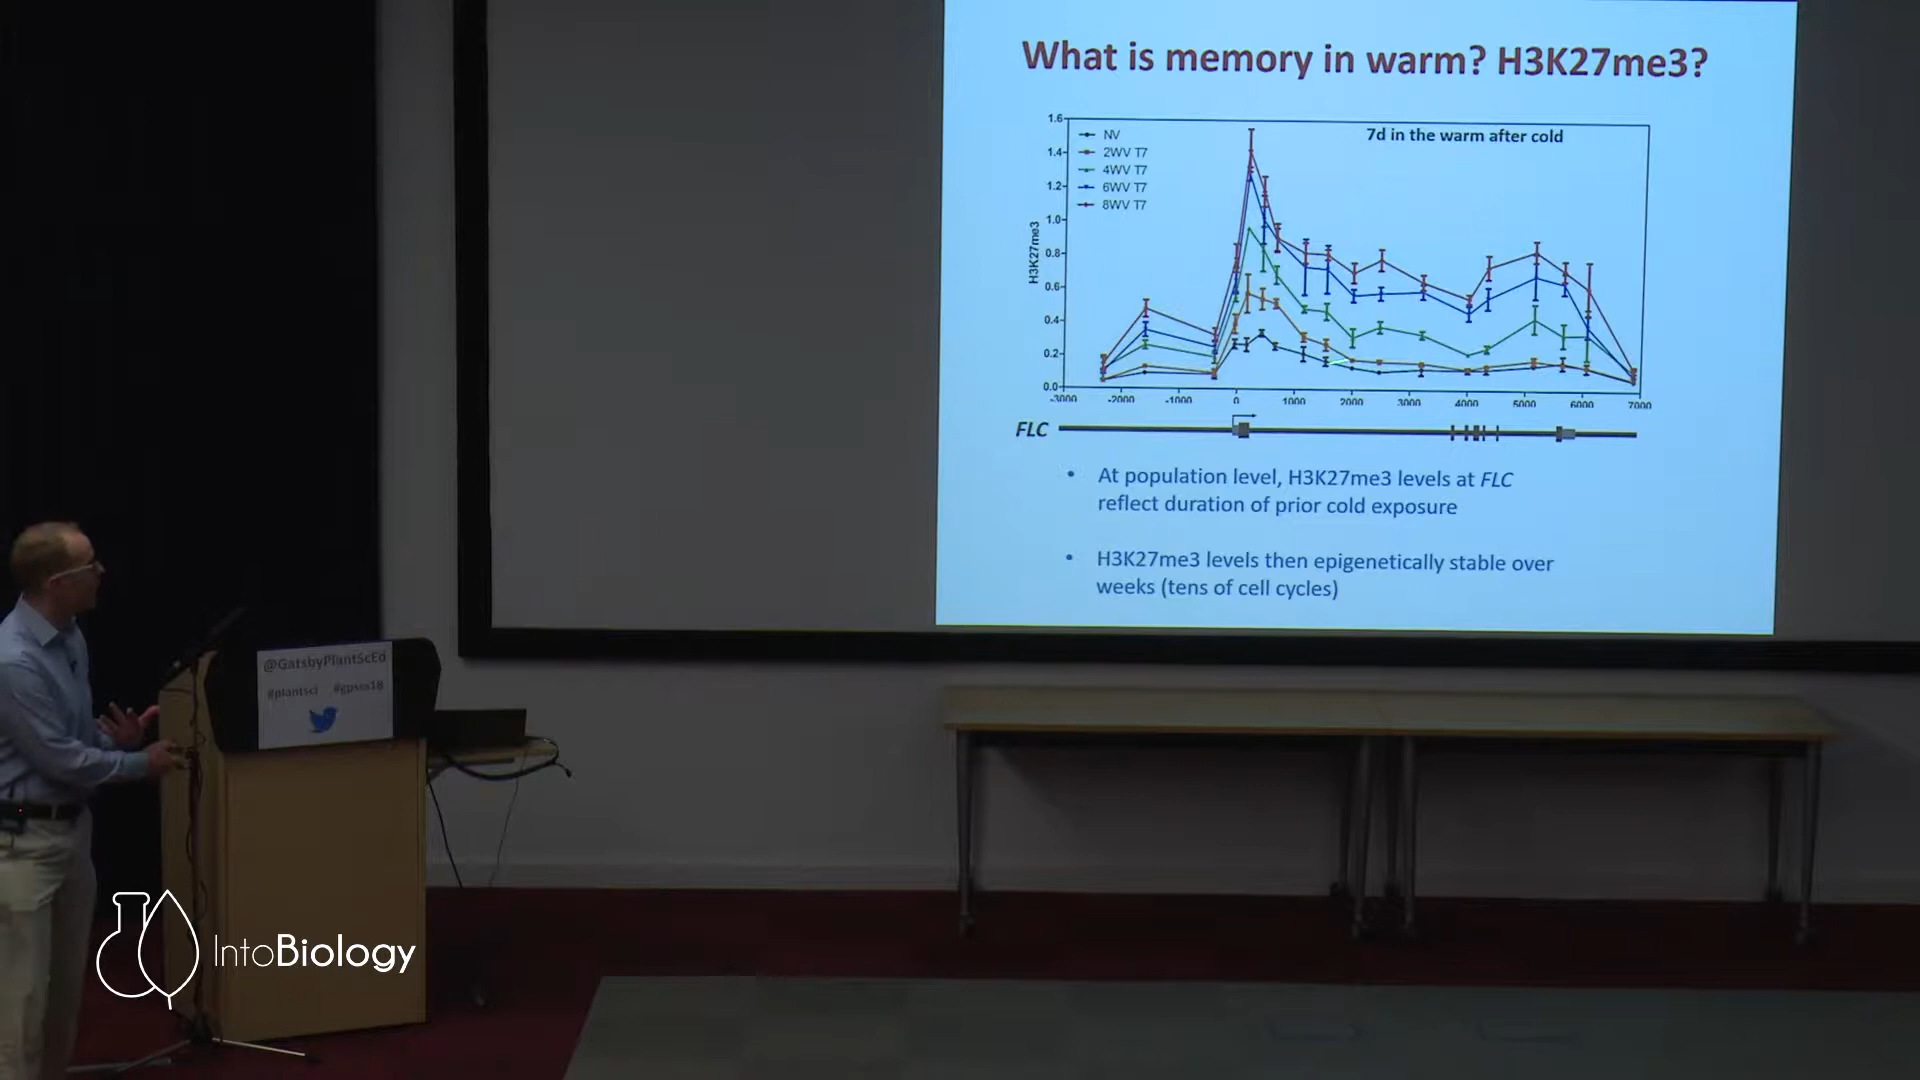 What is memory in warm? H3K27me3?
7d in the warm after cold
1.6
1.4
1.2
1.0
0.8
0.6
0.4
0.2
0.0
H3K27me3
NV
2WV T7
4WV T7
6WV T7
8WV T7
-3000 -2000 -1000 0 1000 2000 3000 4000 5000 6000 7000
FLC
• At population level, H3K27me3 levels at FLC
reflect duration of prior cold exposure
• H3K27me3 levels then epigenetically stable over
weeks (tens of cell cycles)
@GatsbyPlantScEd
#plantsci #gpsss18
IntoBiology